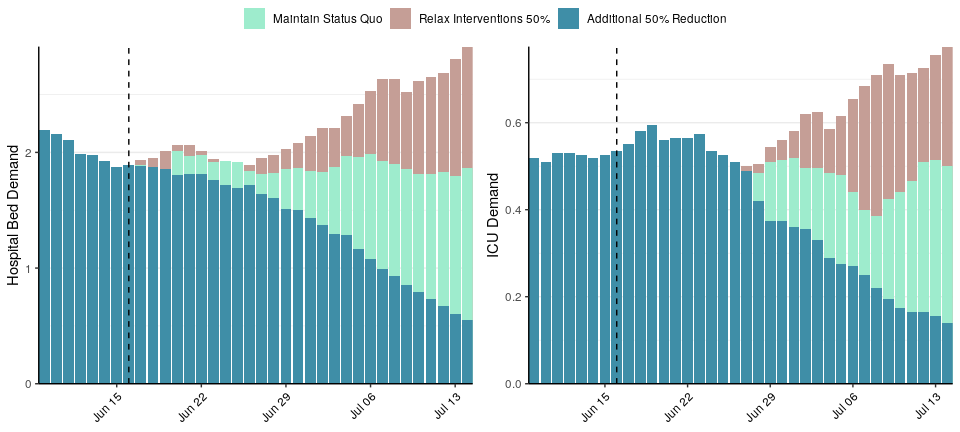 Maintain Status Quo Relax Interventions 50% Additional 50% Reduction
Hospital Bed Demand
2
1
0
Jun 15 Jun 22 Jun 29 Jul 06 Jul 13
ICU Demand
0.6
0.4
0.2
0.0
Jun 15 Jun 22 Jun 29 Jul 06 Jul 13